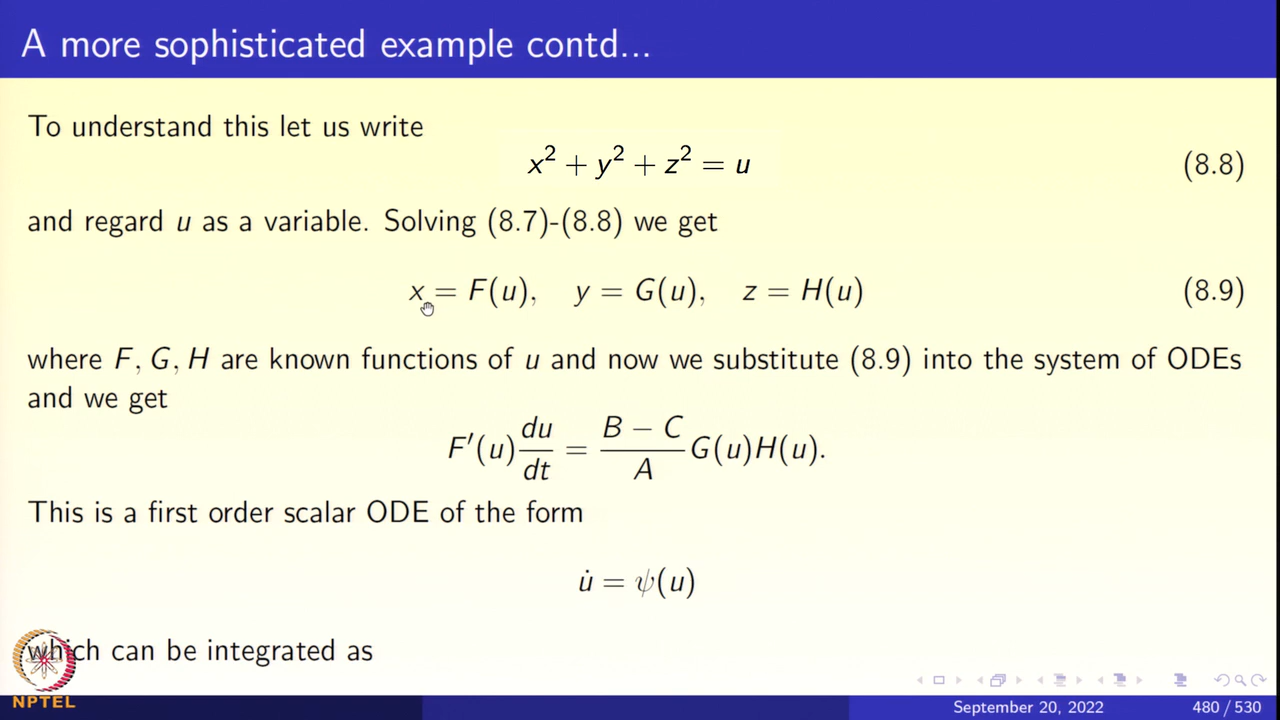 A more sophisticated example contd...
To understand this let us write
x² + y² + z² = u (8.8)
and regard u as a variable. Solving (8.7)-(8.8) we get
x = F(u), y = G(u), z = H(u) (8.9)
where F, G, H are known functions of u and now we substitute (8.9) into the system of ODEs
and we get
F′(u) du/dt = (B − C)/A G(u)H(u).
This is a first order scalar ODE of the form
u̇ = ψ(u)
which can be integrated as
NPTEL
September 20, 2022 480 / 530